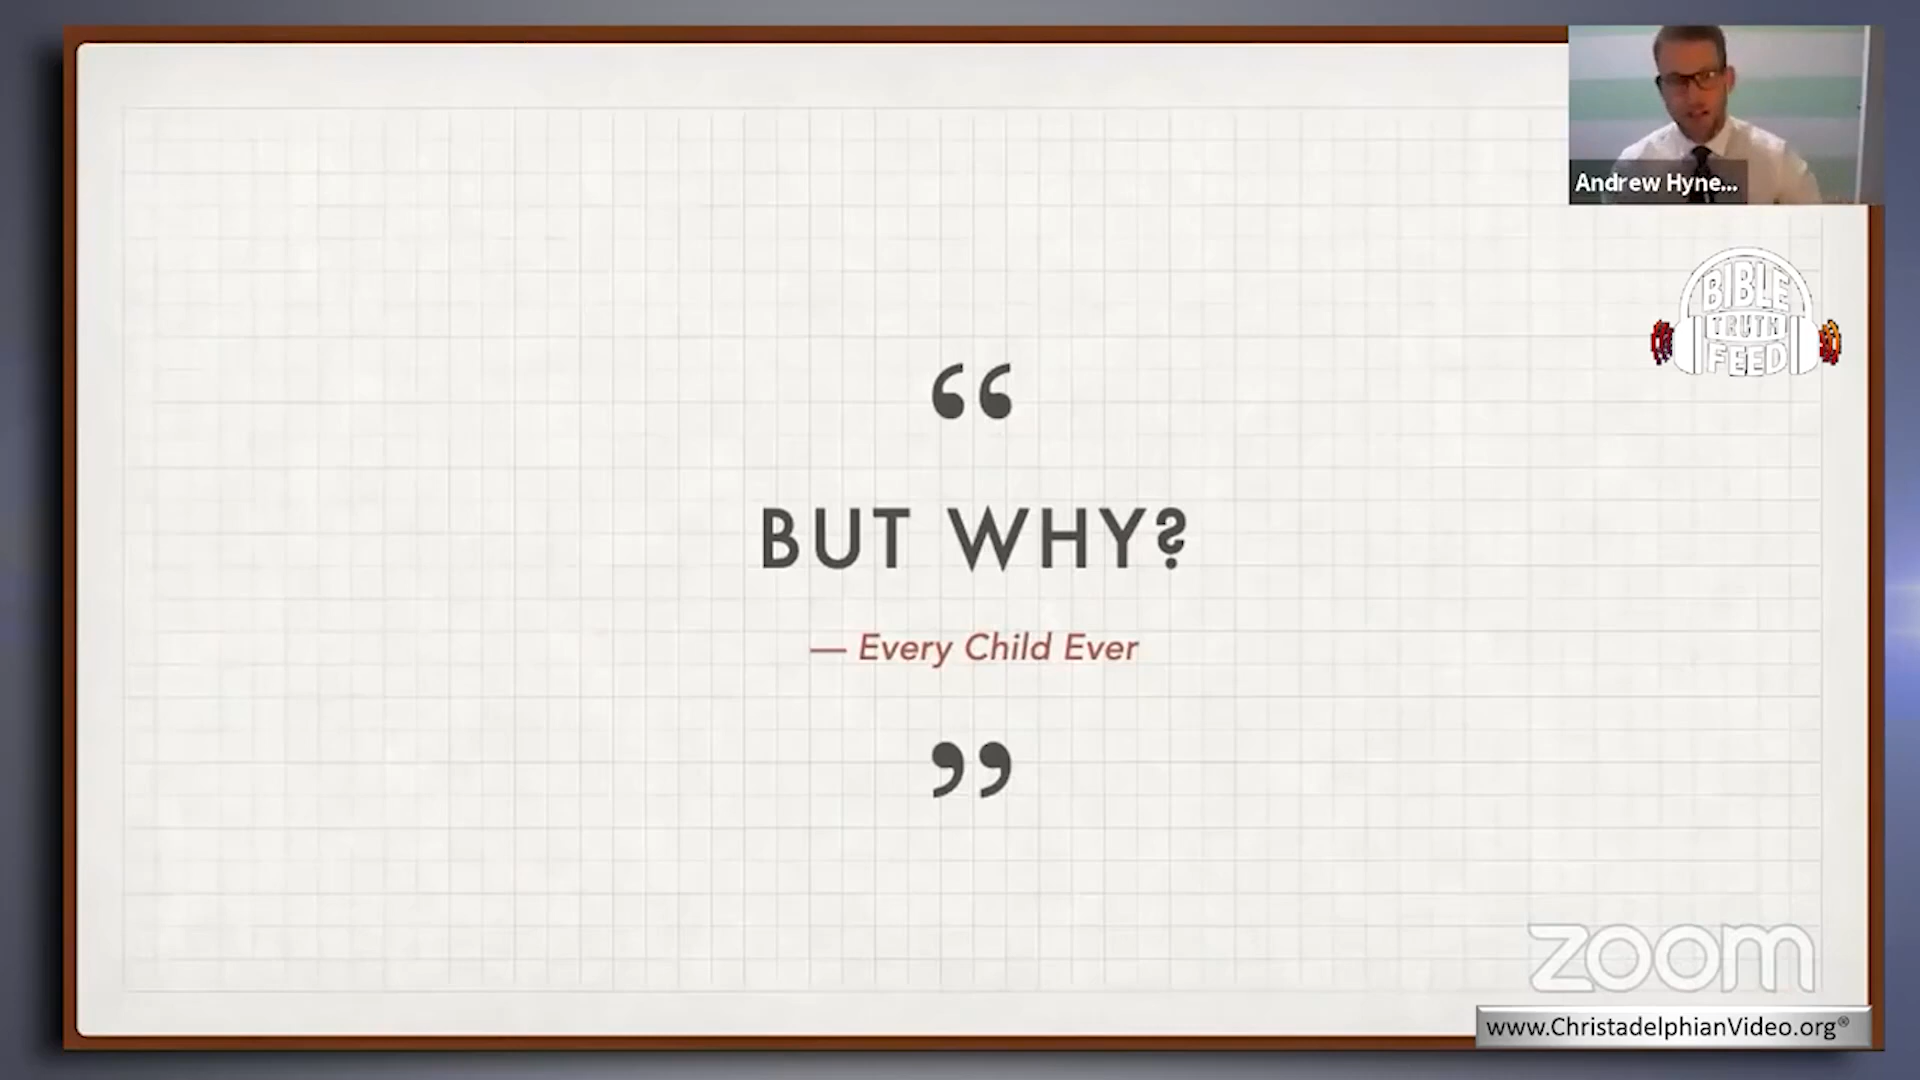 Andrew Hyne...
BIBLE
TRUTH
FEED
“
BUT WHY?
— Every Child Ever
”
zoom
www.ChristadelphianVideo.org®